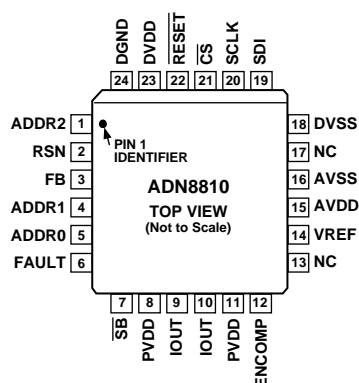 DGND
DVDD
RESET
CS
SCLK
SDI
24
23
22
21
20
19
ADDR2 1
RSN 2
FB 3
ADDR1 4
ADDR0 5
FAULT 6
PIN 1
IDENTIFIER
ADN8810
TOP VIEW
(Not to Scale)
18 DVSS
17 NC
16 AVSS
15 AVDD
14 VREF
13 NC
7
8
9
10
11
12
SB
PVDD
IOUT
IOUT
PVDD
ENCOMP